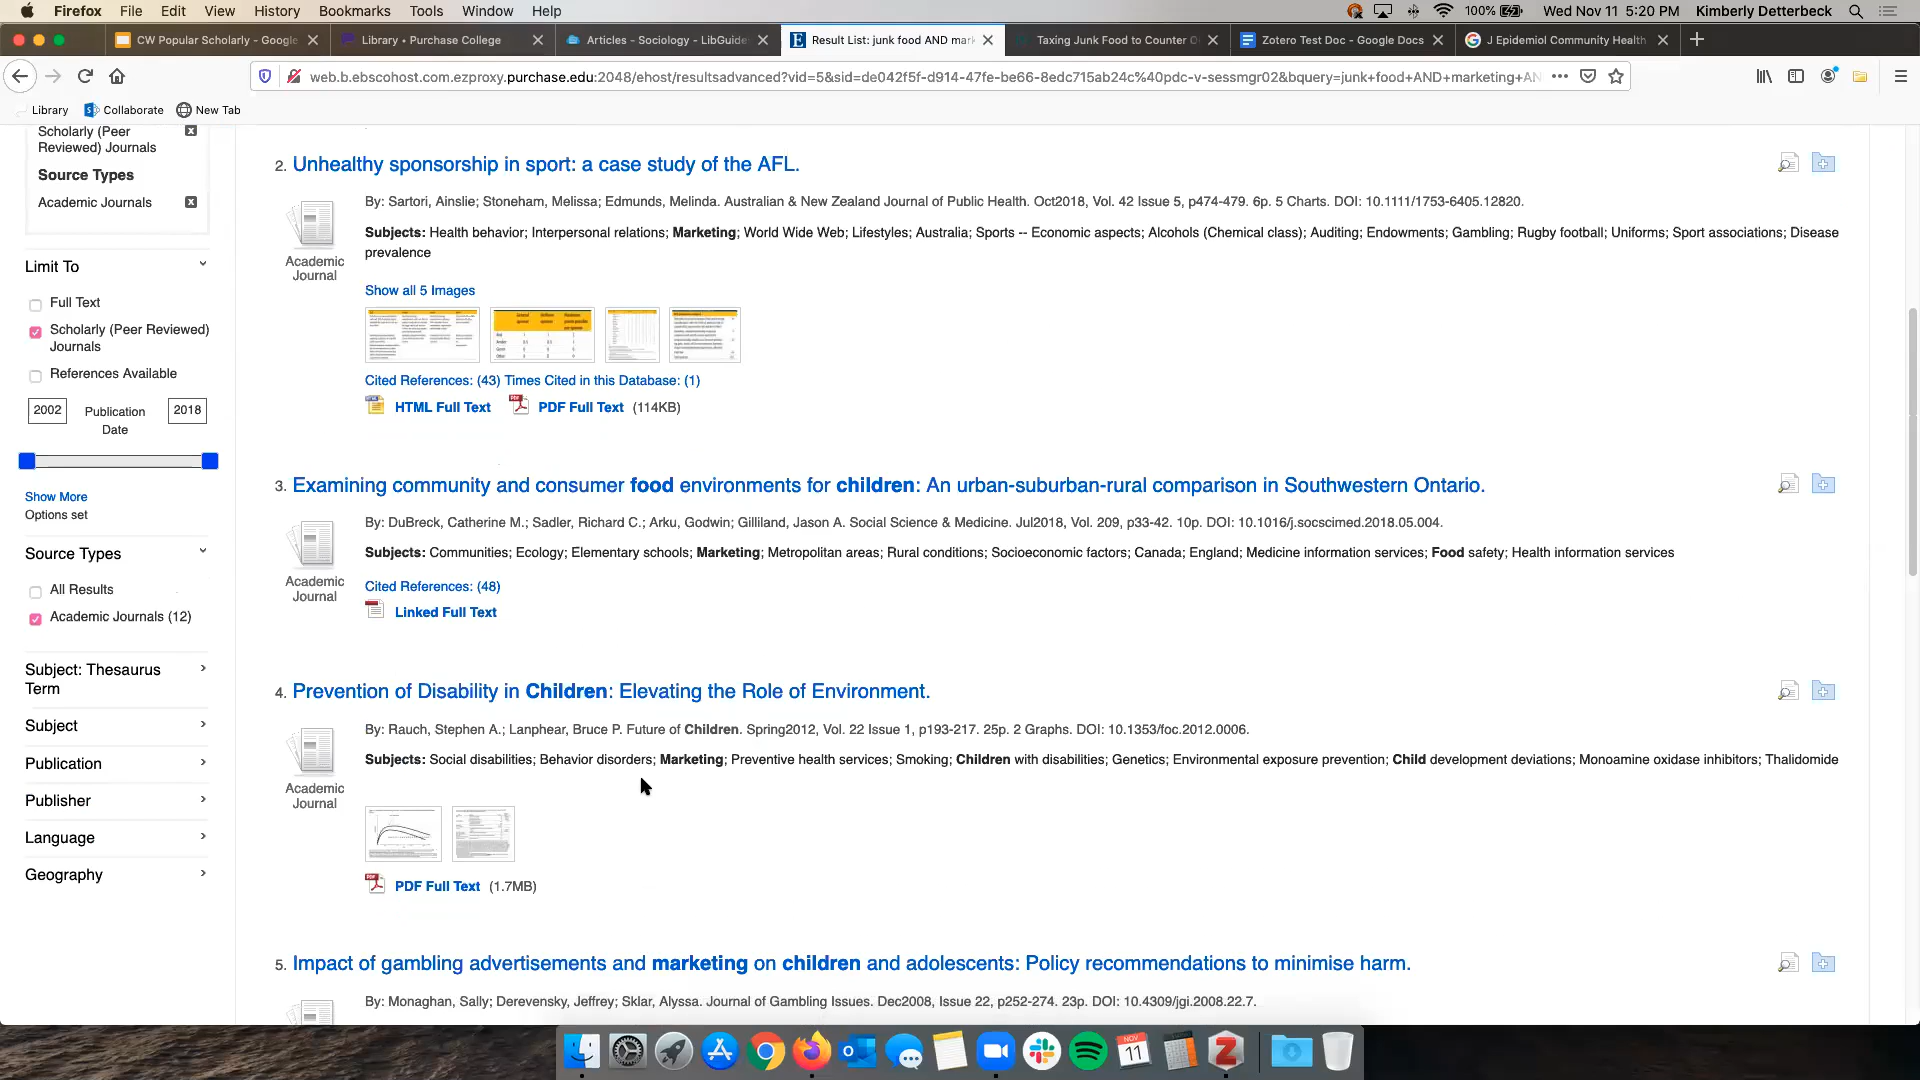 Firefox File Edit View History Bookmarks Tools Window Help 100% Wed Nov 11 5:20 PM Kimberly Detterbeck
CW Popular Scholarly - Google Library • Purchase College Articles - Sociology - LibGuide Result List: junk food AND mar Taxing Junk Food to Counter O Zotero Test Doc - Google Docs J Epidemiol Community Health
web.b.ebscohost.com.ezproxy.purchase.edu:2048/ehost/resultsadvanced?vid=5&sid=de042f5f-d914-47fe-be66-8edc715ab24c%40pdc-v-sessmgr02&bquery=junk+food+AND+marketing+AN
Library Collaborate New Tab
Scholarly (Peer
Reviewed) Journals
Source Types
Academic Journals
Limit To
Full Text
Scholarly (Peer Reviewed)
Journals
References Available
2002 Publication 2018
Date
Show More
Options set
Source Types
All Results
Academic Journals (12)
Subject: Thesaurus
Term
Subject
Publication
Publisher
Language
Geography
2. Unhealthy sponsorship in sport: a case study of the AFL.
By: Sartori, Ainslie; Stoneham, Melissa; Edmunds, Melinda. Australian & New Zealand Journal of Public Health. Oct2018, Vol. 42 Issue 5, p474-479. 6p. 5 Charts. DOI: 10.1111/1753-6405.12820.
Subjects: Health behavior; Interpersonal relations; Marketing; World Wide Web; Lifestyles; Australia; Sports -- Economic aspects; Alcohols (Chemical class); Auditing; Endowments; Gambling; Rugby football; Uniforms; Sport associations; Disease
prevalence
Academic
Journal
Show all 5 Images
Cited References: (43) Times Cited in this Database: (1)
HTML Full Text PDF Full Text (114KB)
3. Examining community and consumer food environments for children: An urban-suburban-rural comparison in Southwestern Ontario.
By: DuBreck, Catherine M.; Sadler, Richard C.; Arku, Godwin; Gilliland, Jason A. Social Science & Medicine. Jul2018, Vol. 209, p33-42. 10p. DOI: 10.1016/j.socscimed.2018.05.004.
Subjects: Communities; Ecology; Elementary schools; Marketing; Metropolitan areas; Rural conditions; Socioeconomic factors; Canada; England; Medicine information services; Food safety; Health information services
Academic
Journal
Cited References: (48)
Linked Full Text
4. Prevention of Disability in Children: Elevating the Role of Environment.
By: Rauch, Stephen A.; Lanphear, Bruce P. Future of Children. Spring2012, Vol. 22 Issue 1, p193-217. 25p. 2 Graphs. DOI: 10.1353/foc.2012.0006.
Subjects: Social disabilities; Behavior disorders; Marketing; Preventive health services; Smoking; Children with disabilities; Genetics; Environmental exposure prevention; Child development deviations; Monoamine oxidase inhibitors; Thalidomide
Academic
Journal
PDF Full Text (1.7MB)
5. Impact of gambling advertisements and marketing on children and adolescents: Policy recommendations to minimise harm.
By: Monaghan, Sally; Derevensky, Jeffrey; Sklar, Alyssa. Journal of Gambling Issues. Dec2008, Issue 22, p252-274. 23p. DOI: 10.4309/jgi.2008.22.7.
NOV
11